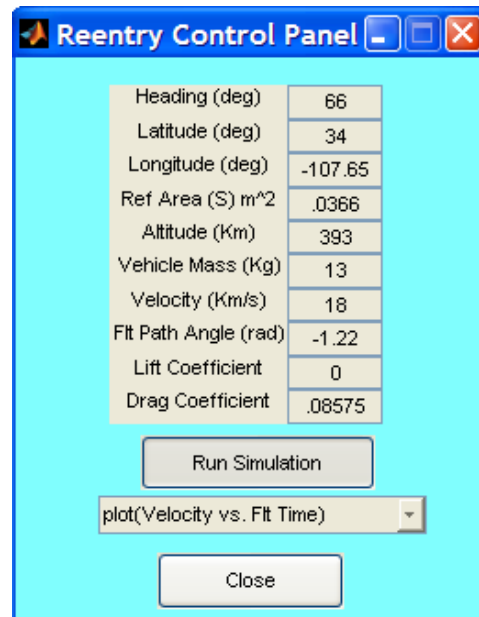 Reentry Control Panel
Heading (deg) 66
Latitude (deg) 34
Longitude (deg) -107.65
Ref Area (S) m^2 .0366
Altitude (Km) 393
Vehicle Mass (Kg) 13
Velocity (Km/s) 18
Flt Path Angle (rad) -1.22
Lift Coefficient 0
Drag Coefficient .08575
Run Simulation
plot(Velocity vs. Flt Time)
Close